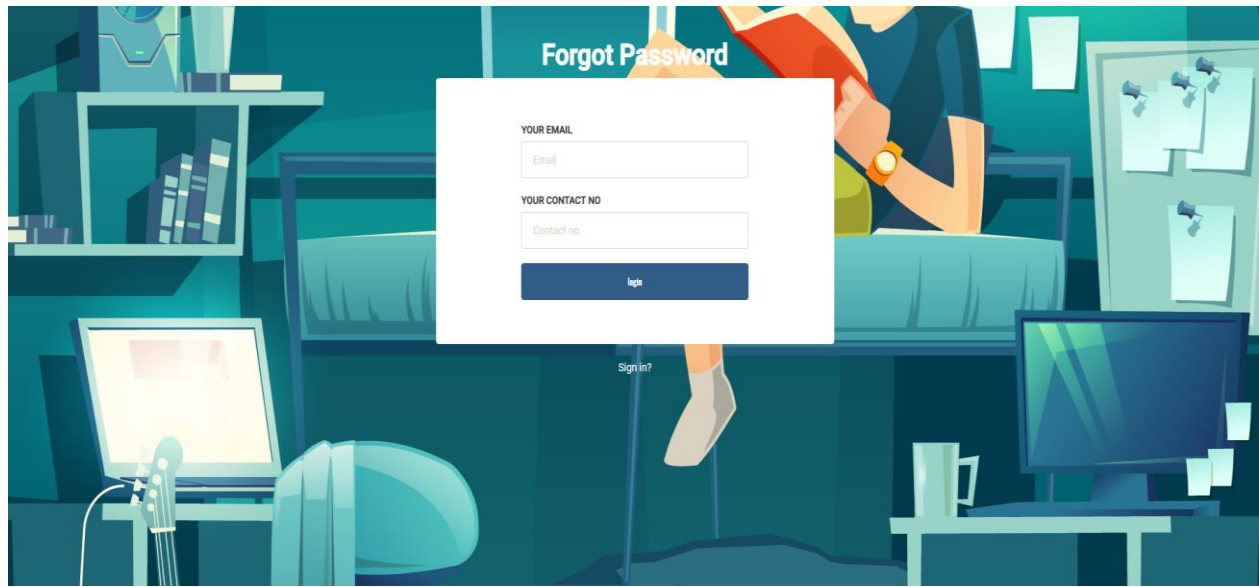 Forgot Password
YOUR EMAIL
Email
YOUR CONTACT NO
Contact no
login
Sign in?